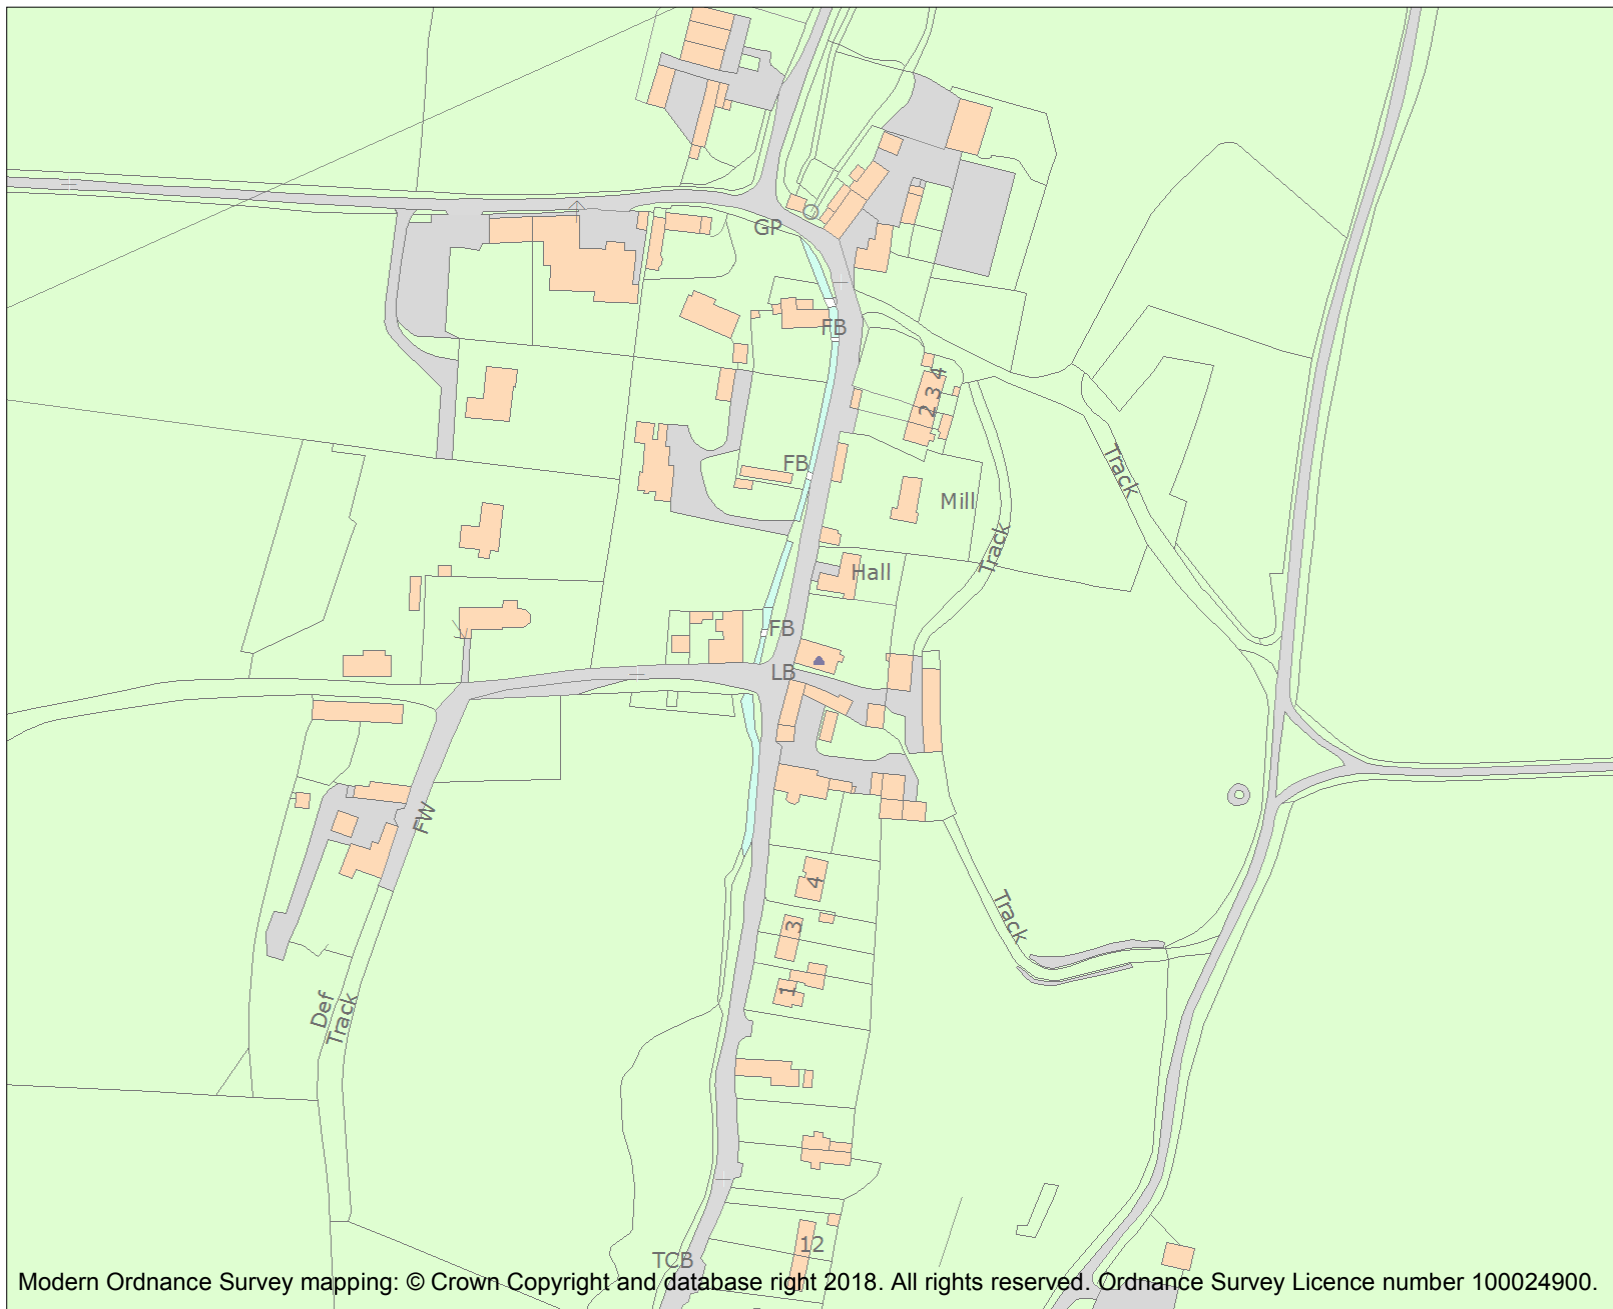 GP
FB
2 3 4
Track
FB
Mill
Track
Hall
FB
LB
FW
4
Track
3
1
Def
Track
12
TCB
Modern Ordnance Survey mapping: © Crown Copyright and database right 2018. All rights reserved. Ordnance Survey Licence number 100024900.